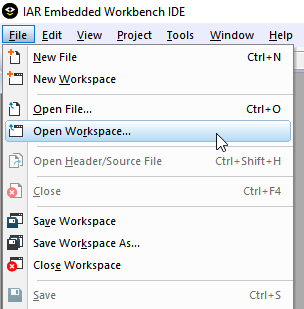 IAR Embedded Workbench IDE
File Edit View Project Tools Window Help
New File Ctrl+N
New Workspace
Open File... Ctrl+O
Open Workspace...
Open Header/Source File Ctrl+Shift+H
Close Ctrl+F4
Save Workspace
Save Workspace As...
Close Workspace
Save Ctrl+S